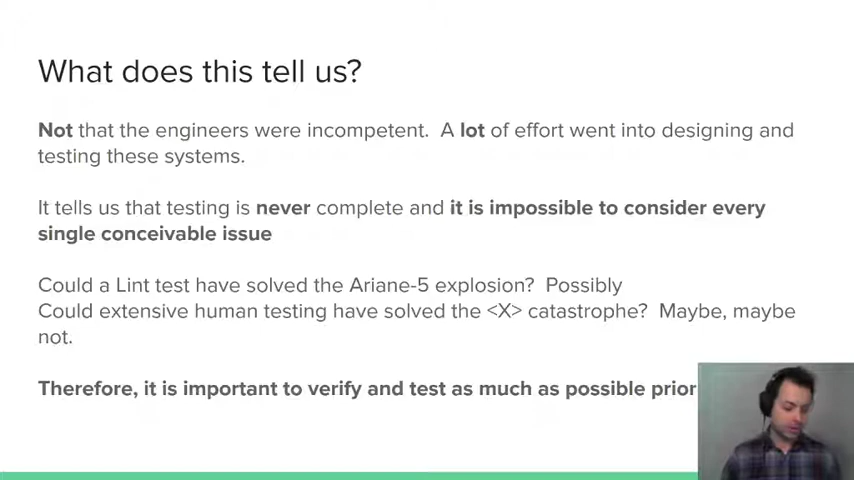 What does this tell us?
Not that the engineers were incompetent. A lot of effort went into designing and
testing these systems.
It tells us that testing is never complete and it is impossible to consider every
single conceivable issue
Could a Lint test have solved the Ariane-5 explosion? Possibly
Could extensive human testing have solved the <X> catastrophe? Maybe, maybe
not.
Therefore, it is important to verify and test as much as possible prior